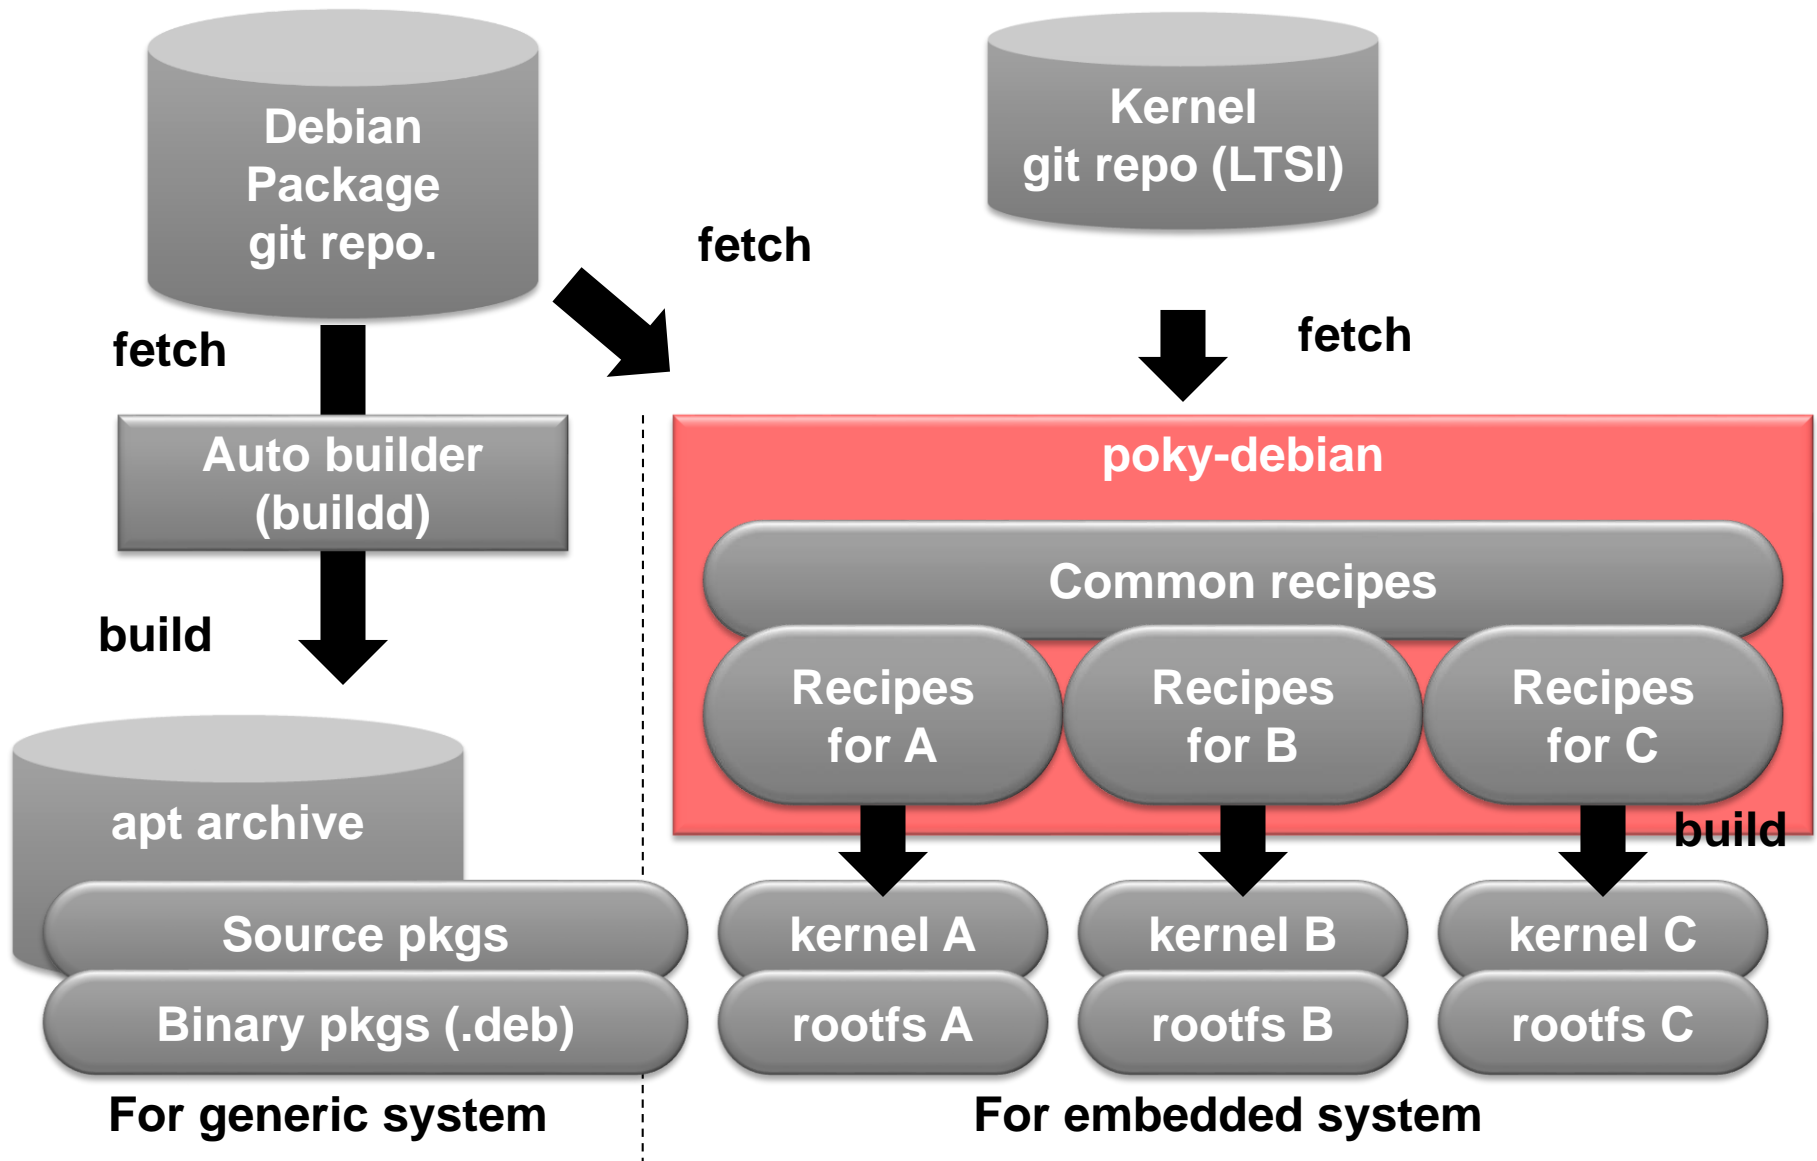 Debian
Package
git repo.
Kernel
git repo (LTSI)
fetch
fetch
fetch
Auto builder
(buildd)
build
apt archive
Source pkgs
Binary pkgs (.deb)
For generic system
poky-debian
Common recipes
Recipes
for A
Recipes
for B
Recipes
for C
build
kernel A
kernel B
kernel C
rootfs A
rootfs B
rootfs C
For embedded system